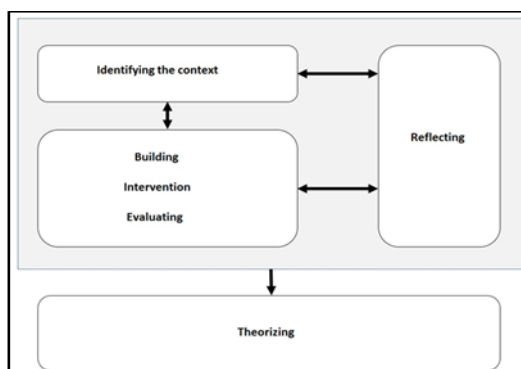 Identifying the context
Building
Intervention
Evaluating
Reflecting
Theorizing